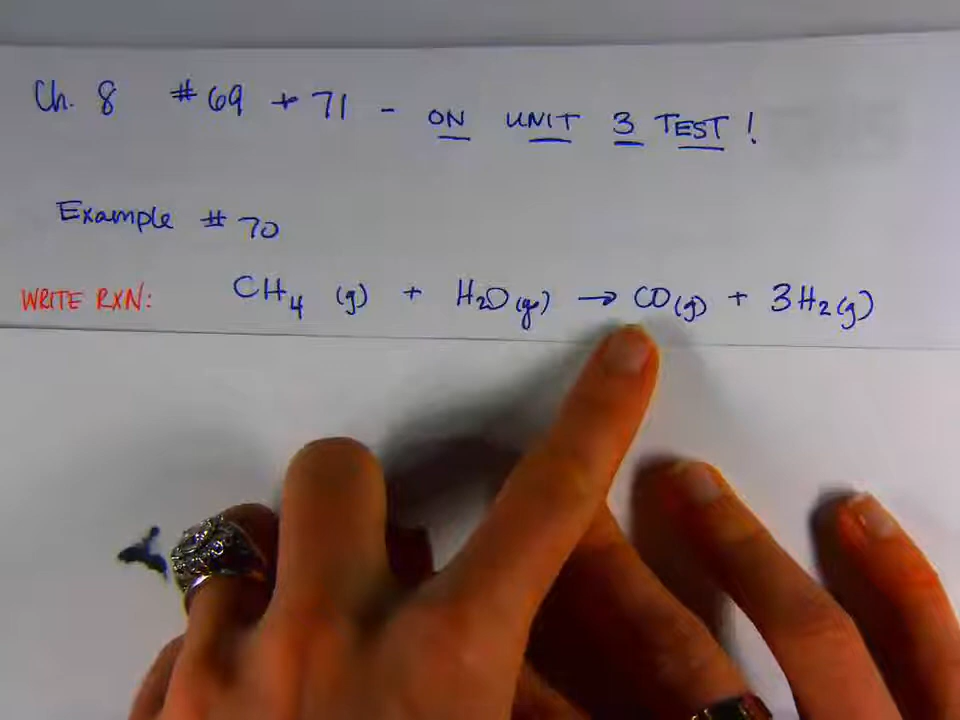 Ch. 8 #69 + 71 - ON UNIT 3 TEST!
Example #70
WRITE RXN: CH₄ (g) + H₂O(g) → CO(g) + 3H₂(g)